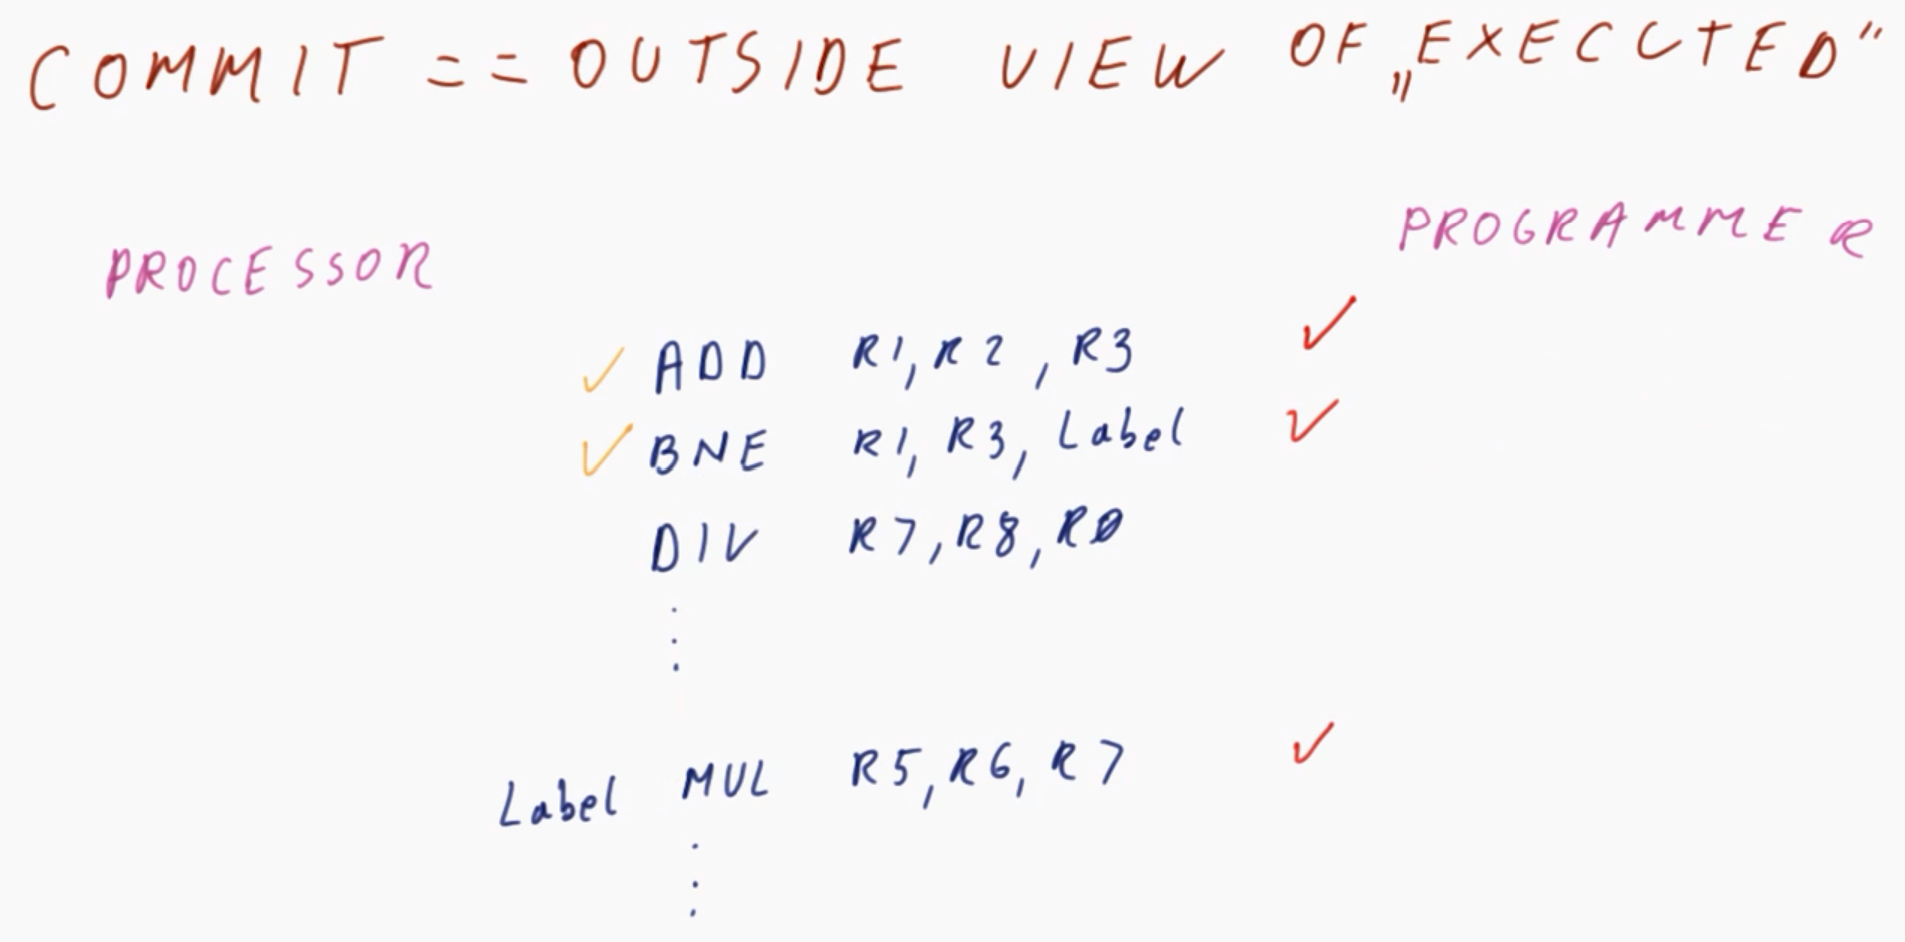 COMMIT == OUTSIDE VIEW OF „EXECUTED"
PROCESSOR PROGRAMMER
✓ ADD R1, R2, R3 ✓
✓ BNE R1, R3, Label ✓
DIV R7, R8, R0
⋮
Label MUL R5, R6, R7 ✓
⋮